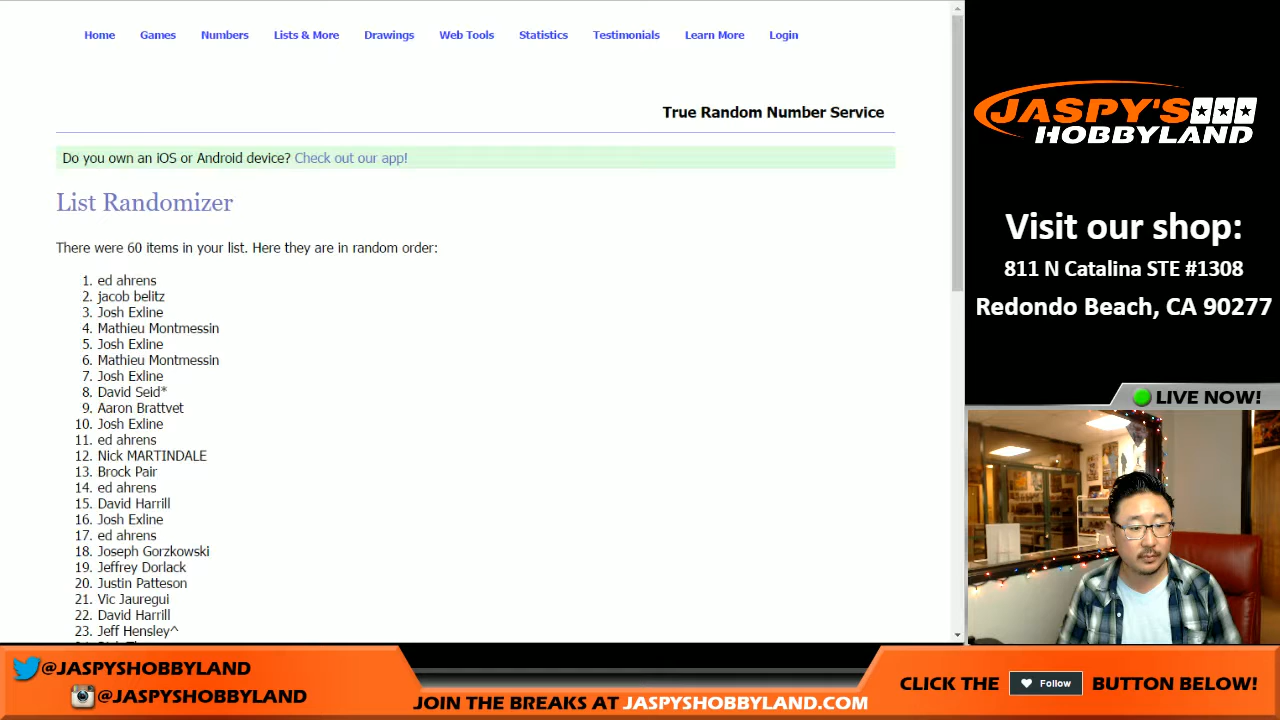 Home Games Numbers Lists & More Drawings Web Tools Statistics Testimonials Learn More Login
True Random Number Service
Do you own an iOS or Android device? Check out our app!
List Randomizer
There were 60 items in your list. Here they are in random order:
1. ed ahrens
2. jacob belitz
3. Josh Exline
4. Mathieu Montmessin
5. Josh Exline
6. Mathieu Montmessin
7. Josh Exline
8. David Seid*
9. Aaron Brattvet
10. Josh Exline
11. ed ahrens
12. Nick MARTINDALE
13. Brock Pair
14. ed ahrens
15. David Harrill
16. Josh Exline
17. ed ahrens
18. Joseph Gorzkowski
19. Jeffrey Dorlack
20. Justin Patteson
21. Vic Jauregui
22. David Harrill
23. Jeff Hensley^
JASPY'S
HOBBYLAND
Visit our shop:
811 N Catalina STE #1308
Redondo Beach, CA 90277
LIVE NOW!
@JASPYSHOBBYLAND
@JASPYSHOBBYLAND
JOIN THE BREAKS AT JASPYSHOBBYLAND.COM
CLICK THE Follow BUTTON BELOW!